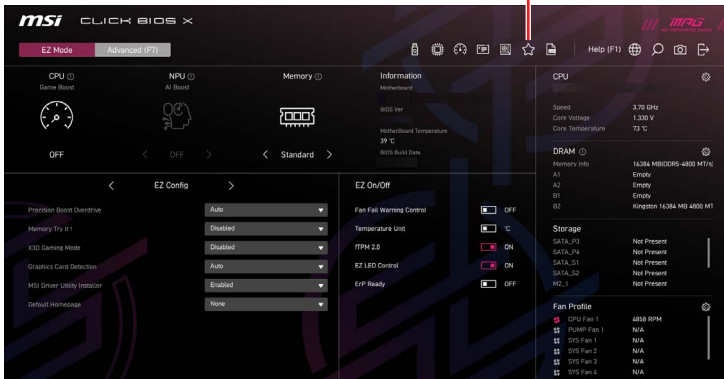 msi CLICK BIOS X
MPG
EZ Mode
Advanced (F7)
Help (F1)
CPU
Game Boost
OFF
NPU
AI Boost
OFF
Memory
Standard
Information
Motherboard
BIOS Ver
MotherBoard Temperature
39 °C
BIOS Build Date
EZ Config
Precision Boost Overdrive Auto
Memory Try It ! Disabled
X3D Gaming Mode Disabled
Graphics Card Detection Auto
MSI Driver Utility Installer Enabled
Default Homepage None
EZ On/Off
Fan Fail Warning Control OFF
Temperature Unit °C
fTPM 2.0 ON
EZ LED Control ON
ErP Ready OFF
CPU
Speed 3.70 GHz
Core Voltage 1.330 V
Core Temperature 73 °C
DRAM
Memory Info 16384 MB(DDR5-4800 MT/s)
A1 Empty
A2 Empty
B1 Empty
B2 Kingston 16384 MB 4800 MT
Storage
SATA_P3 Not Present
SATA_P4 Not Present
SATA_S1 Not Present
SATA_S2 Not Present
M2_1 Not Present
Fan Profile
CPU Fan 1 4858 RPM
PUMP Fan 1 N/A
SYS Fan 1 N/A
SYS Fan 2 N/A
SYS Fan 3 N/A
SYS Fan 4 N/A